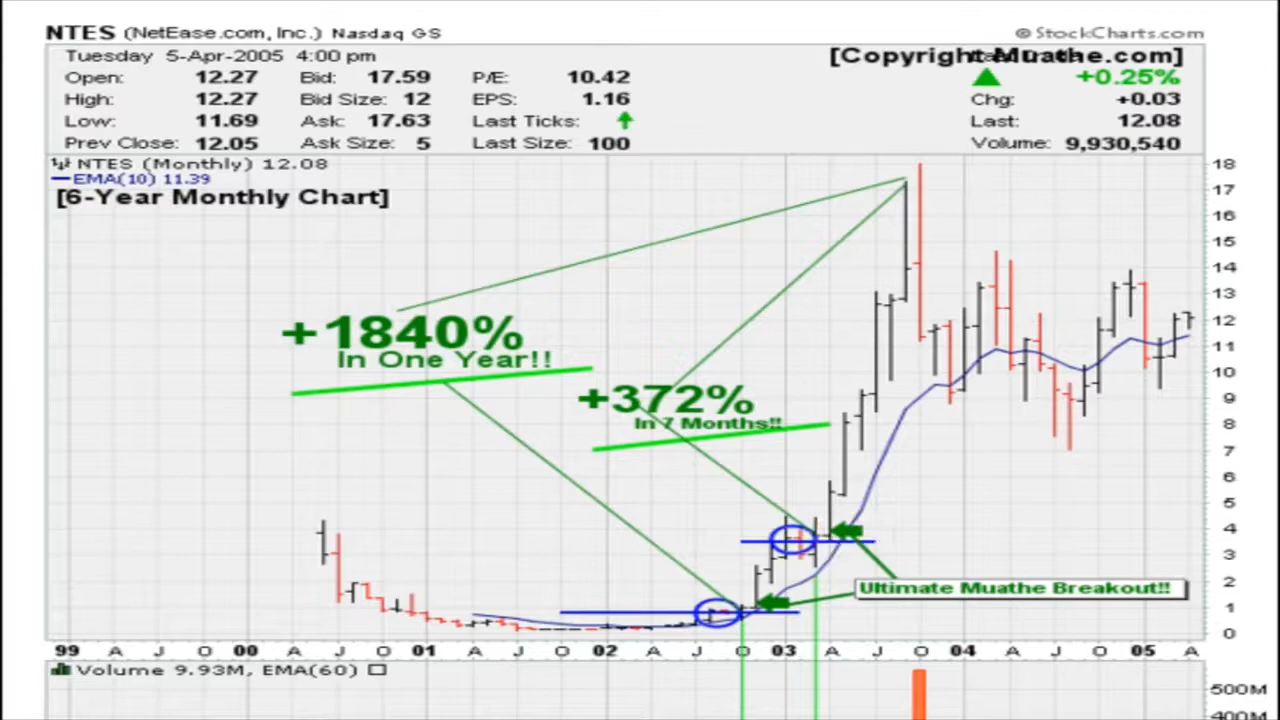 NTES (NetEase.com, Inc.) Nasdaq GS © StockCharts.com
Tuesday 5-Apr-2005 4:00 pm [Copyright Muathe.com]
Open: 12.27 Bid: 17.59 P/E: 10.42 +0.25%
High: 12.27 Bid Size: 12 EPS: 1.16 Chg: +0.03
Low: 11.69 Ask: 17.63 Last Ticks: Last: 12.08
Prev Close: 12.05 Ask Size: 5 Last Size: 100 Volume: 9,930,540
NTES (Monthly) 12.08
EMA(10) 11.39
[6-Year Monthly Chart]
18
17
16
15
14
13
12
11
10
9
8
7
6
5
4
3
2
1
0
+1840%
In One Year!!
+372%
In 7 Months!!
Ultimate Muathe Breakout!!
99 A J O 00 A J O 01 A J O 02 A J O 03 A J O 04 A J O 05 A
Volume 9.93M, EMA(60)
500M
400M